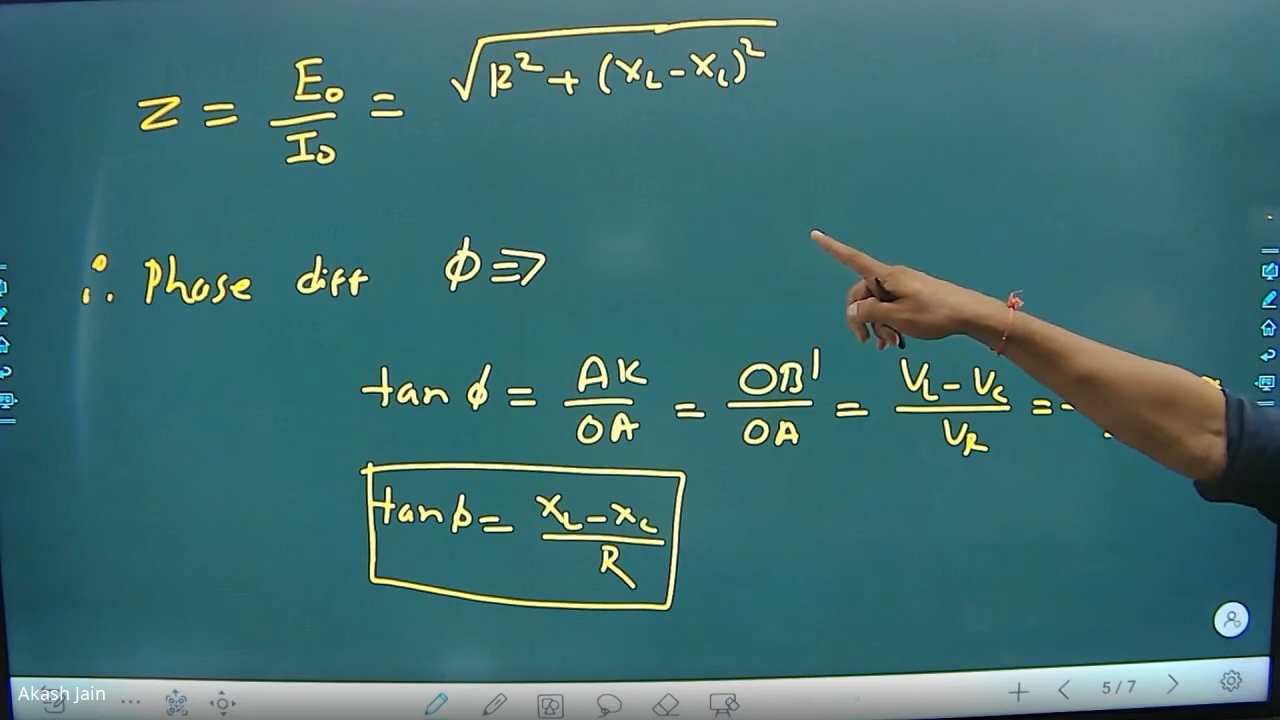 Z = E₀/I₀ = √(R² + (X_L - X_C)²)
∴ Phase diff ϕ ⇒
tan ϕ = AK/OA = OB'/OA = (V_L - V_C)/V_R =
tan ϕ = (X_L - X_C)/R
Akash Jain
5/7